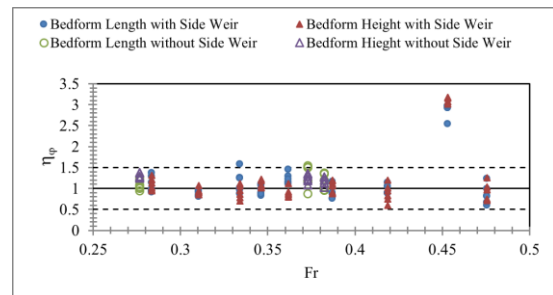 Bedform Length with Side Weir
Bedform Height with Side Weir
Bedform Length without Side Weir
Bedform Hieght without Side Weir
3.5
3
2.5
2
1.5
1
0.5
0
ηφ
0.25
0.3
0.35
0.4
0.45
0.5
Fr